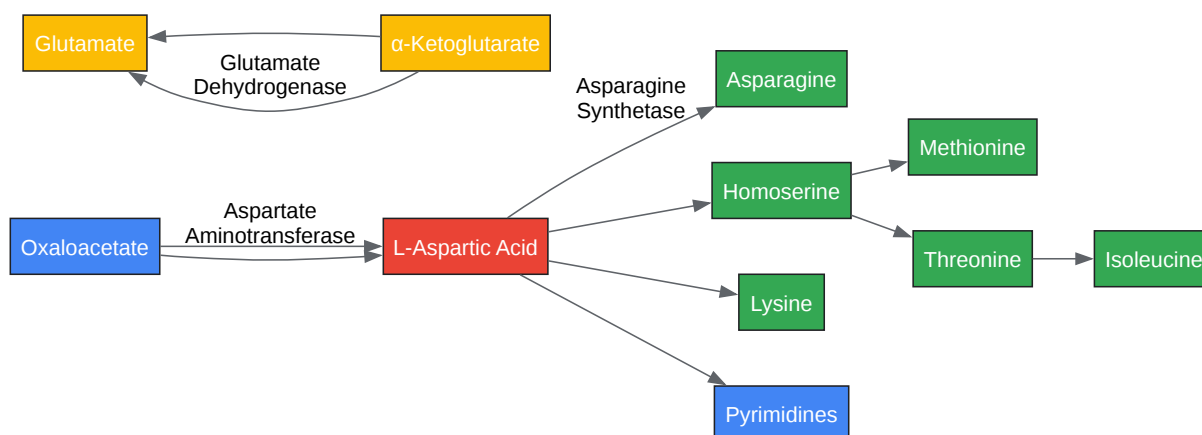 Glutamate
α-Ketoglutarate
Glutamate
Dehydrogenase
Asparagine
Synthetase
Asparagine
Methionine
Homoserine
Aspartate
Aminotransferase
Oxaloacetate
L-Aspartic Acid
Threonine
Isoleucine
Lysine
Pyrimidines